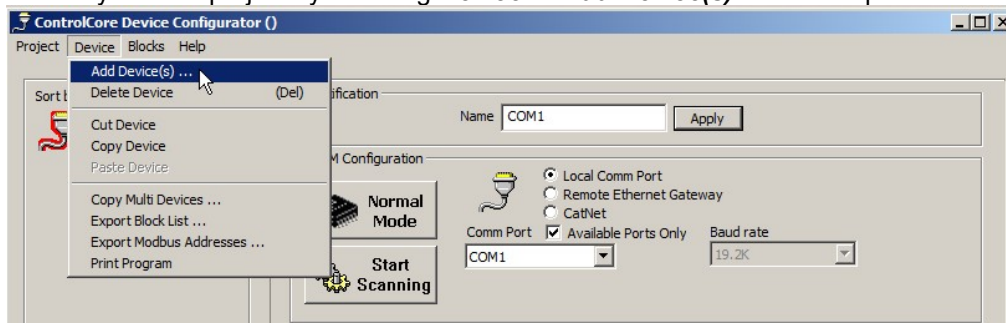 ControlCore Device Configurator ()
Project Device Blocks Help
Add Device(s) ...
Delete Device (Del)
Cut Device
Copy Device
Paste Device
Copy Multi Devices ...
Export Block List ...
Export Modbus Addresses ...
Print Program
Sort
Name COM1 Apply
Configuration
Normal
Mode
Start
Scanning
Local Comm Port
Remote Ethernet Gateway
CatNet
Comm Port Available Ports Only Baud rate
COM1 19.2K